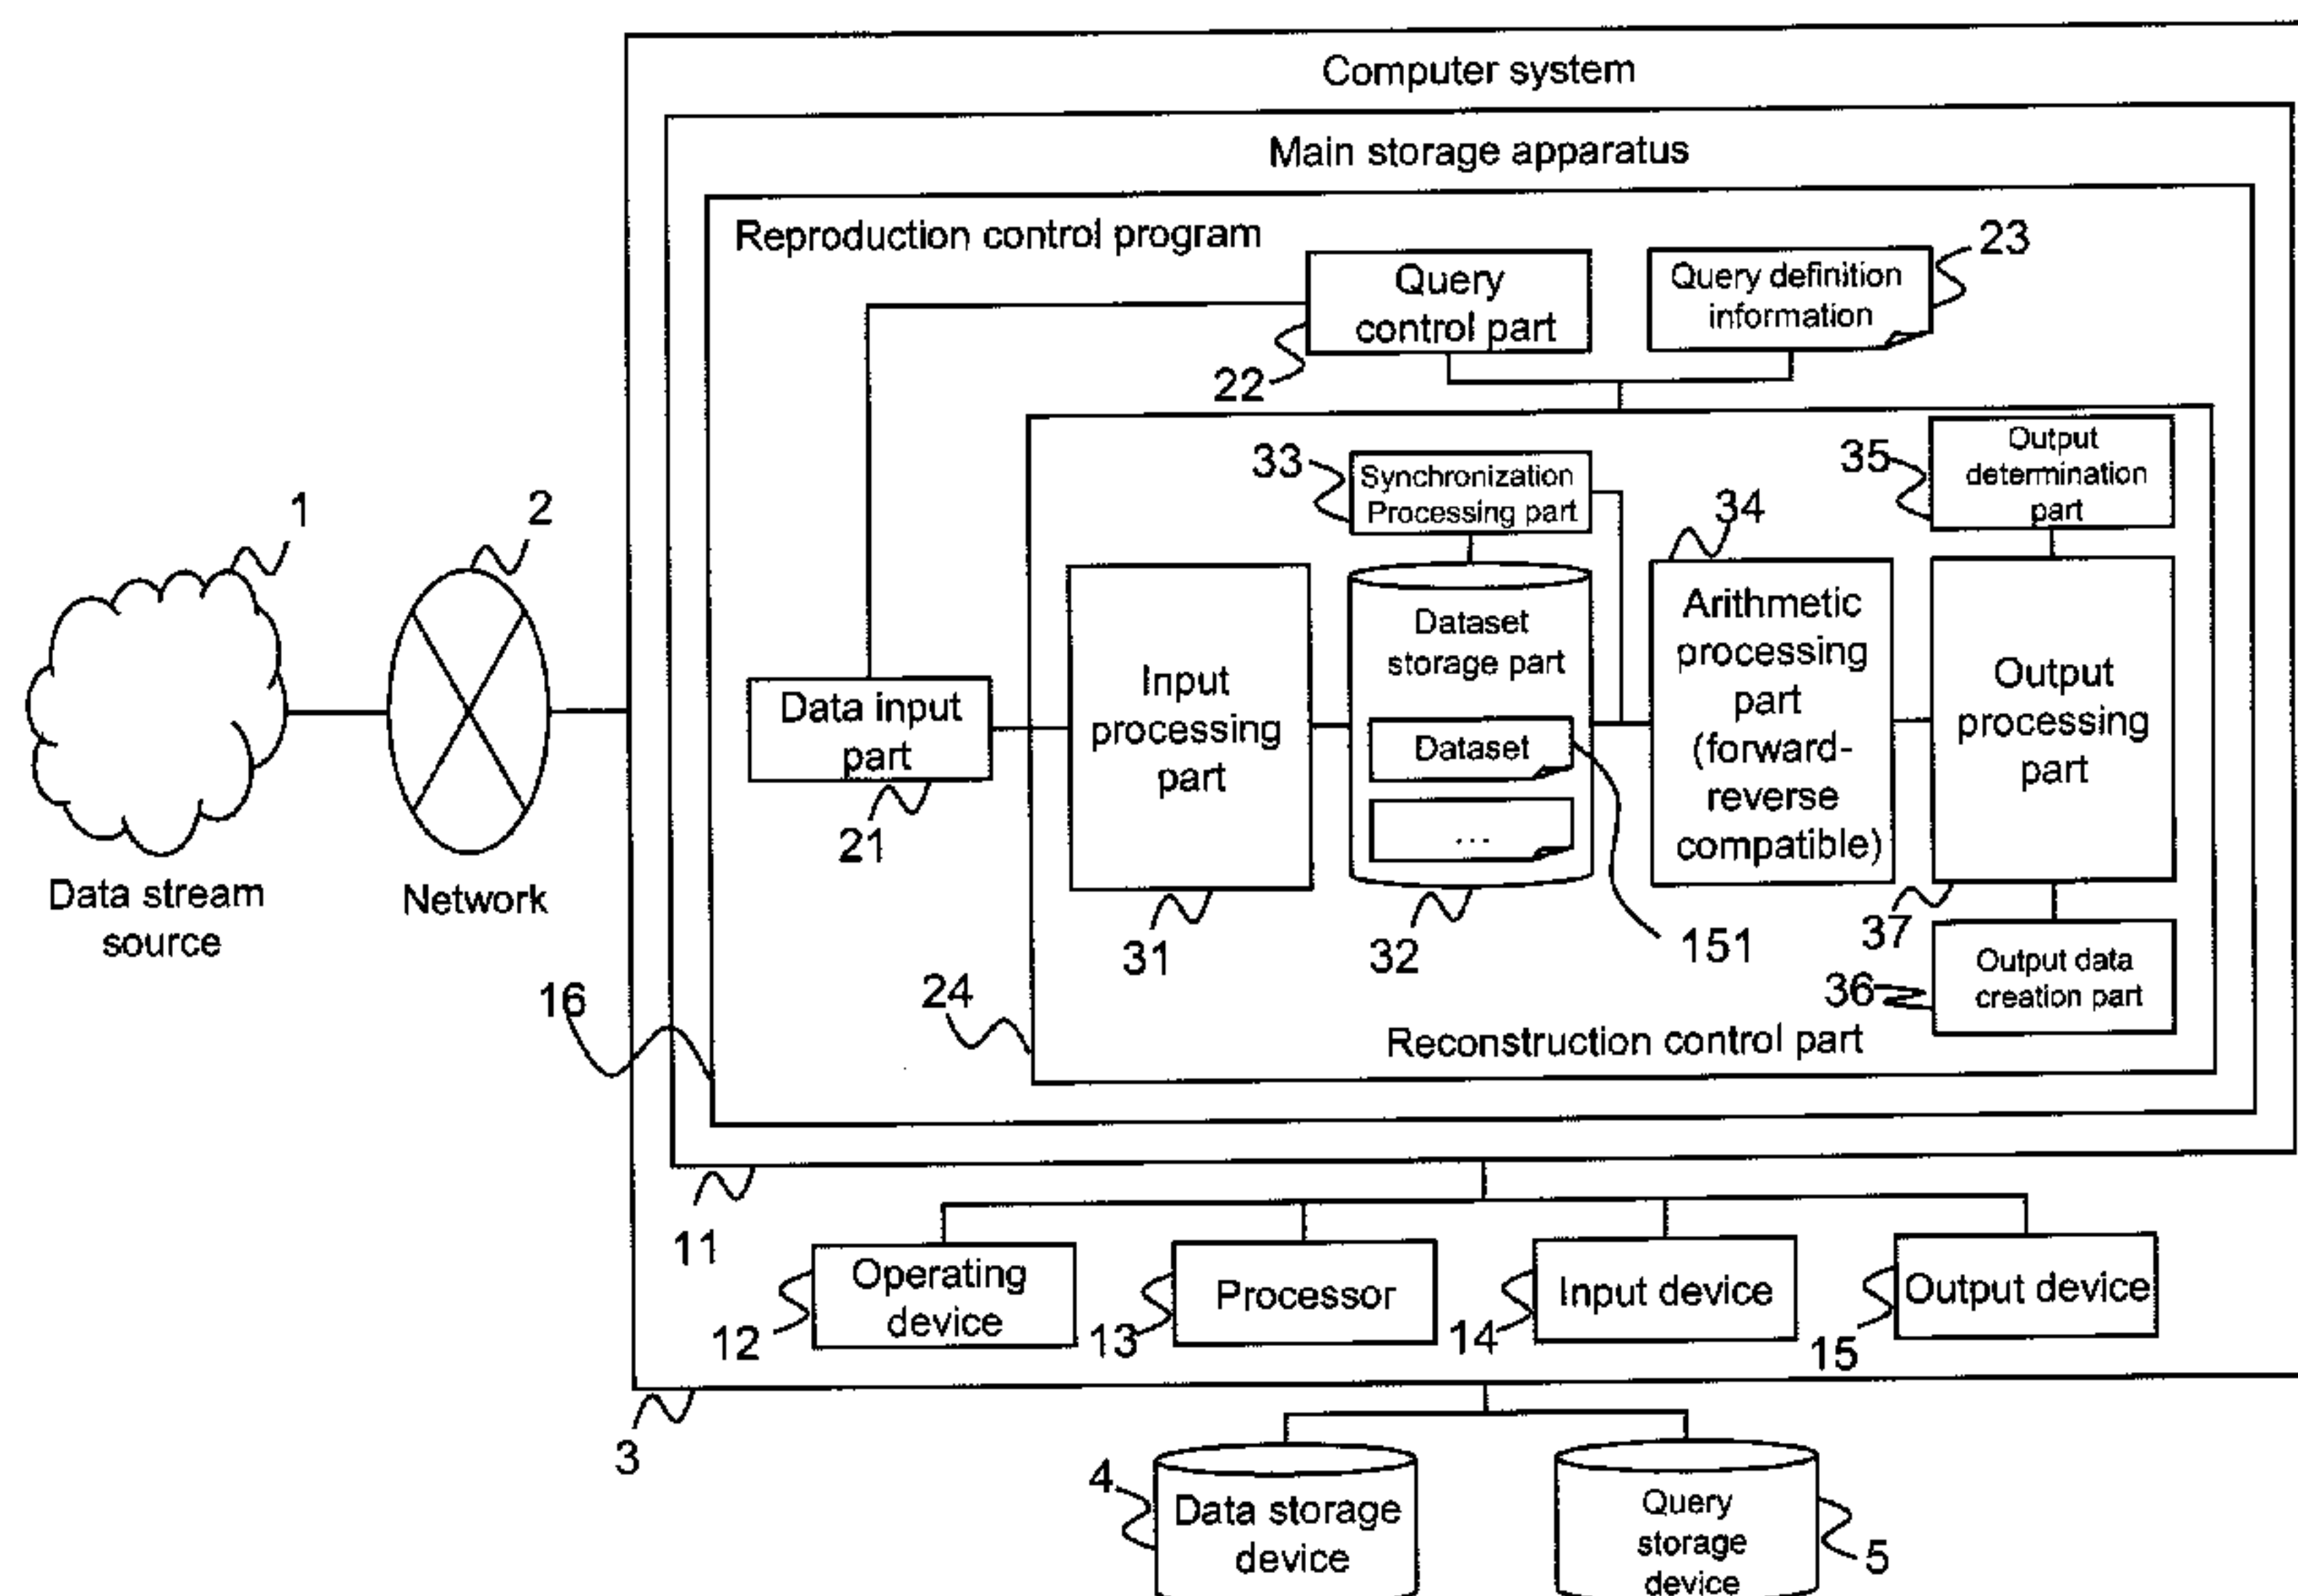 Computer system
Main storage apparatus
Reproduction control program
Query
control part
22
Query definition
information
23
33
Synchronization
Processing part
34
35
Output
determination
part
1
2
Data stream
source
Network
Data input
part
21
Input
processing
part
31
Dataset
storage part
Dataset
...
32
151
Arithmetic
processing
part
(forward-
reverse
compatible)
Output
processing
part
37
Output data
creation part
36
16
24
Reconstruction control part
11
Operating
device
12
Processor
13
Input device
14
Output device
15
3
4
Data storage
device
Query
storage
device
5